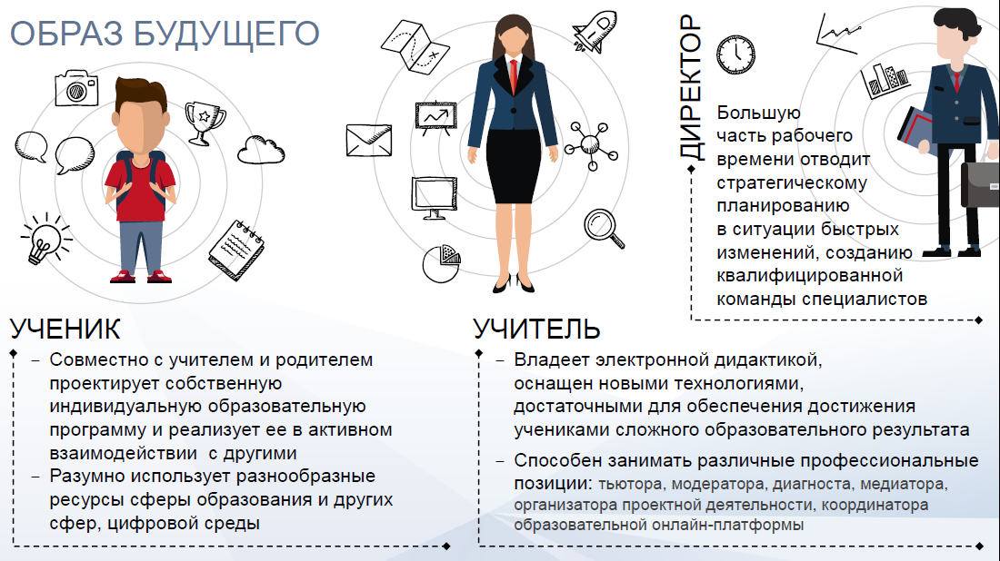 ОБРАЗ БУДУЩЕГО
ДИРЕКТОР
Большую
часть рабочего
времени отводит
стратегическому
планированию
в ситуации быстрых
изменений, созданию
квалифицированной
команды специалистов
УЧЕНИК
– Совместно с учителем и родителем
проектирует собственную
индивидуальную образовательную
программу и реализует ее в активном
взаимодействии с другими
– Разумно использует разнообразные
ресурсы сферы образования и других
сфер, цифровой среды
УЧИТЕЛЬ
– Владеет электронной дидактикой,
оснащен новыми технологиями,
достаточными для обеспечения достижения
учениками сложного образовательного результата
– Способен занимать различные профессиональные
позиции: тьютора, модератора, диагноста, медиатора,
организатора проектной деятельности, координатора
образовательной онлайн-платформы